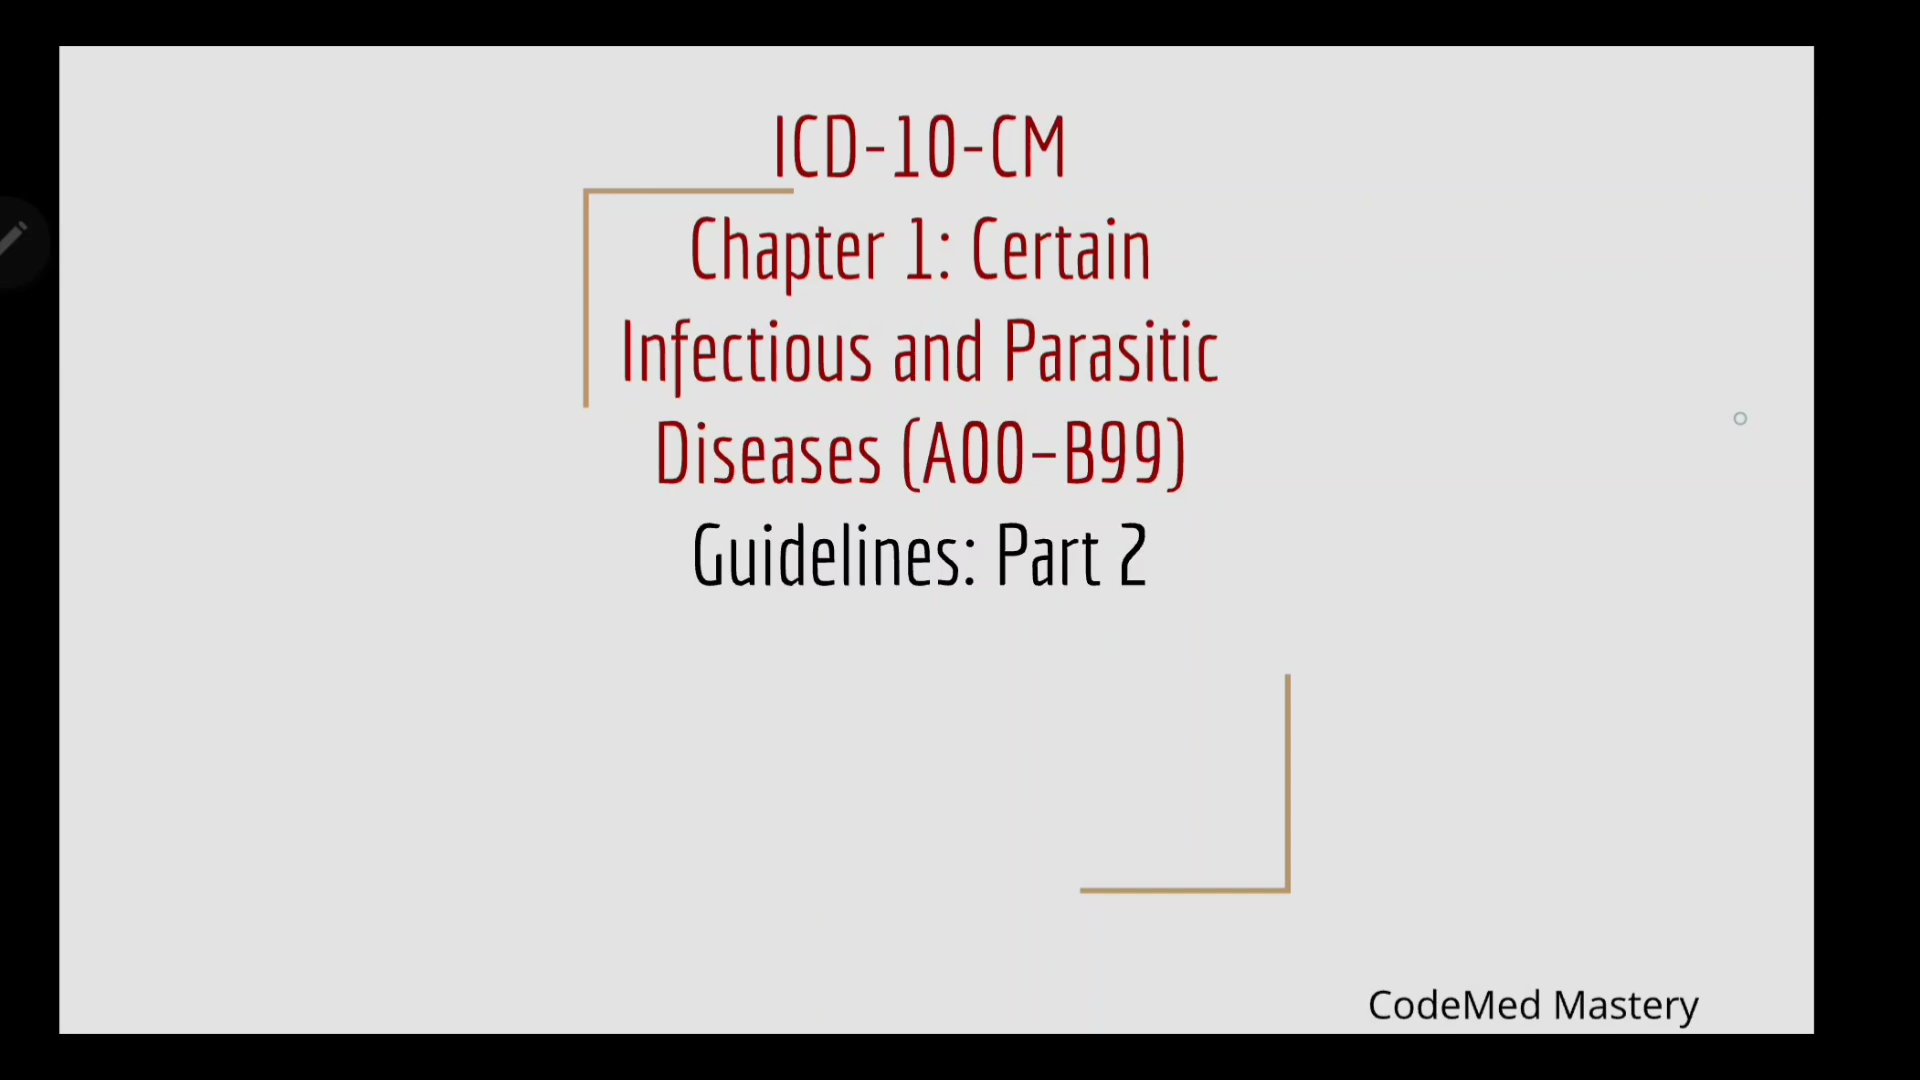 ICD-10-CM
Chapter 1: Certain
Infectious and Parasitic
Diseases (A00–B99)
Guidelines: Part 2
CodeMed Mastery